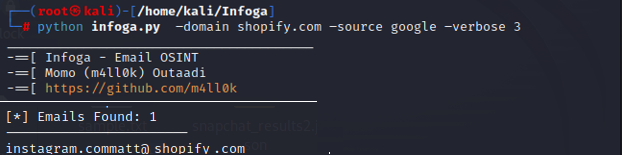 (root㉿kali)-[/home/kali/Infoga]
# python infoga.py —domain shopify.com —source google —verbose 3
-==[ Infoga - Email OSINT
-==[ Momo (m4ll0k) Outaadi
-==[ https://github.com/m4ll0k
[*] Emails Found: 1
instagram.commatt@ shopify .com